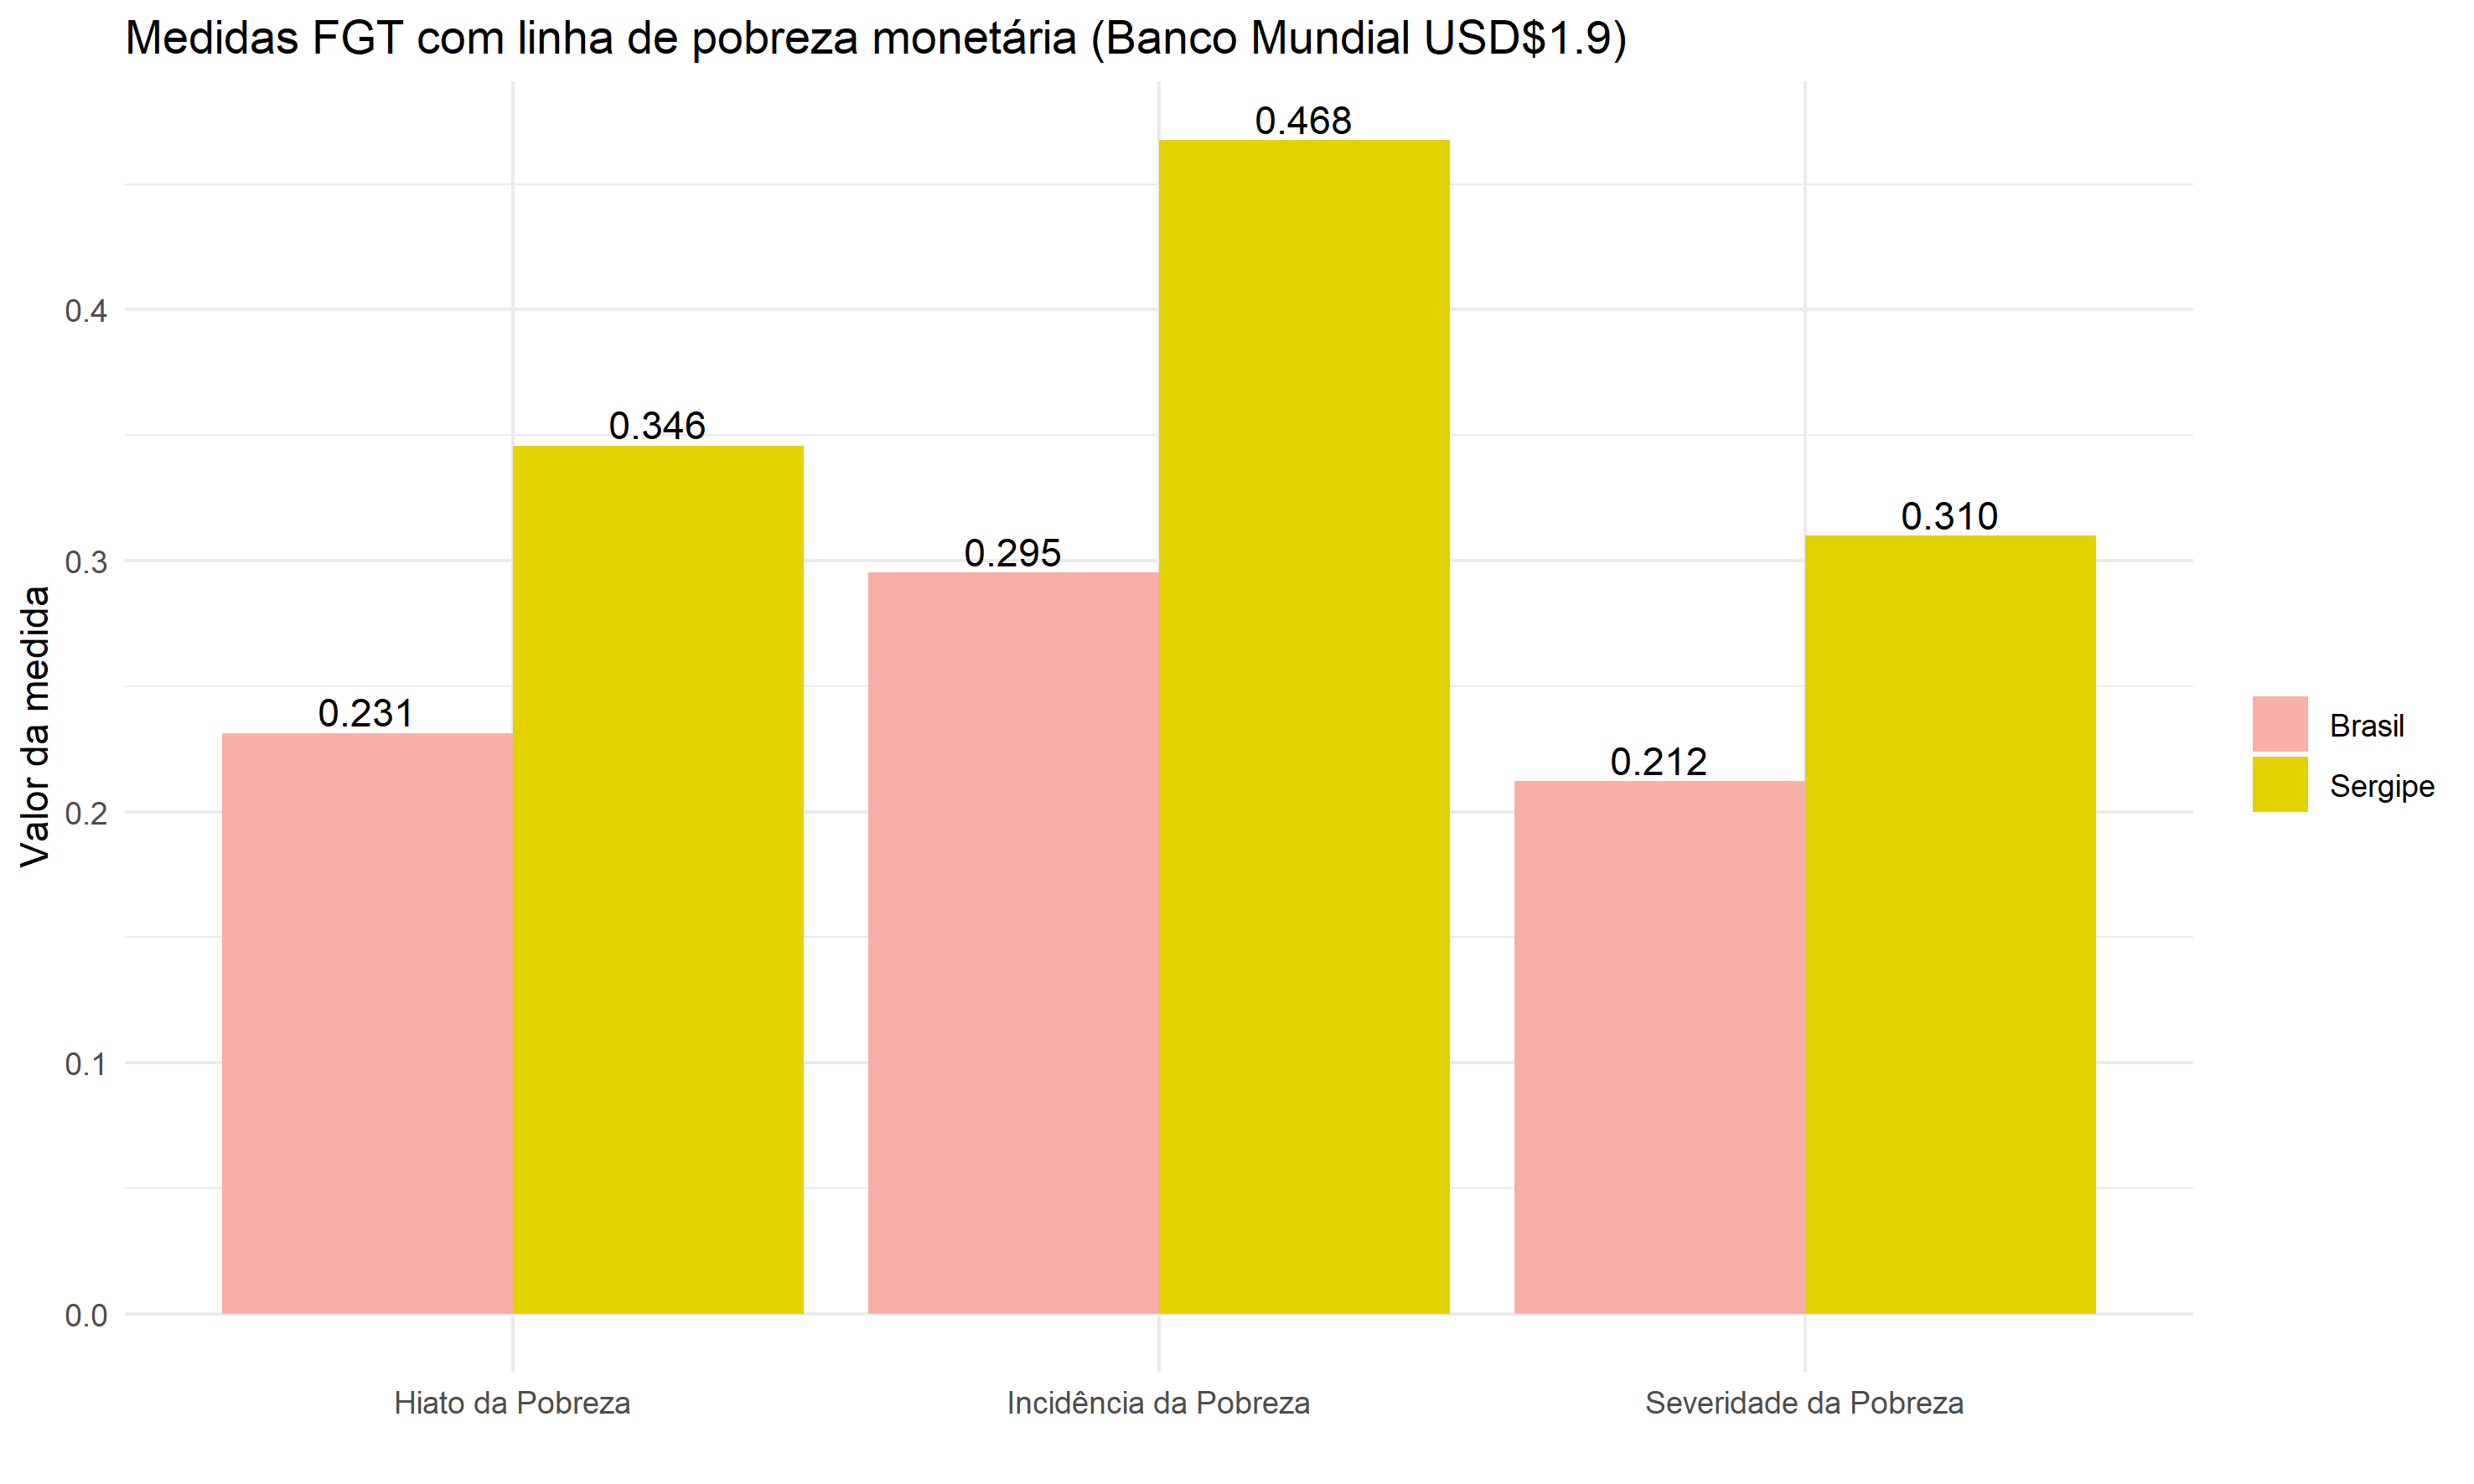 Medidas FGT com linha de pobreza monetária (Banco Mundial USD$1.9)
Valor da medida
0.4
0.3
0.2
0.1
0.0
0.231
0.346
0.295
0.468
0.212
0.310
Hiato da Pobreza
Incidência da Pobreza
Severidade da Pobreza
Brasil
Sergipe